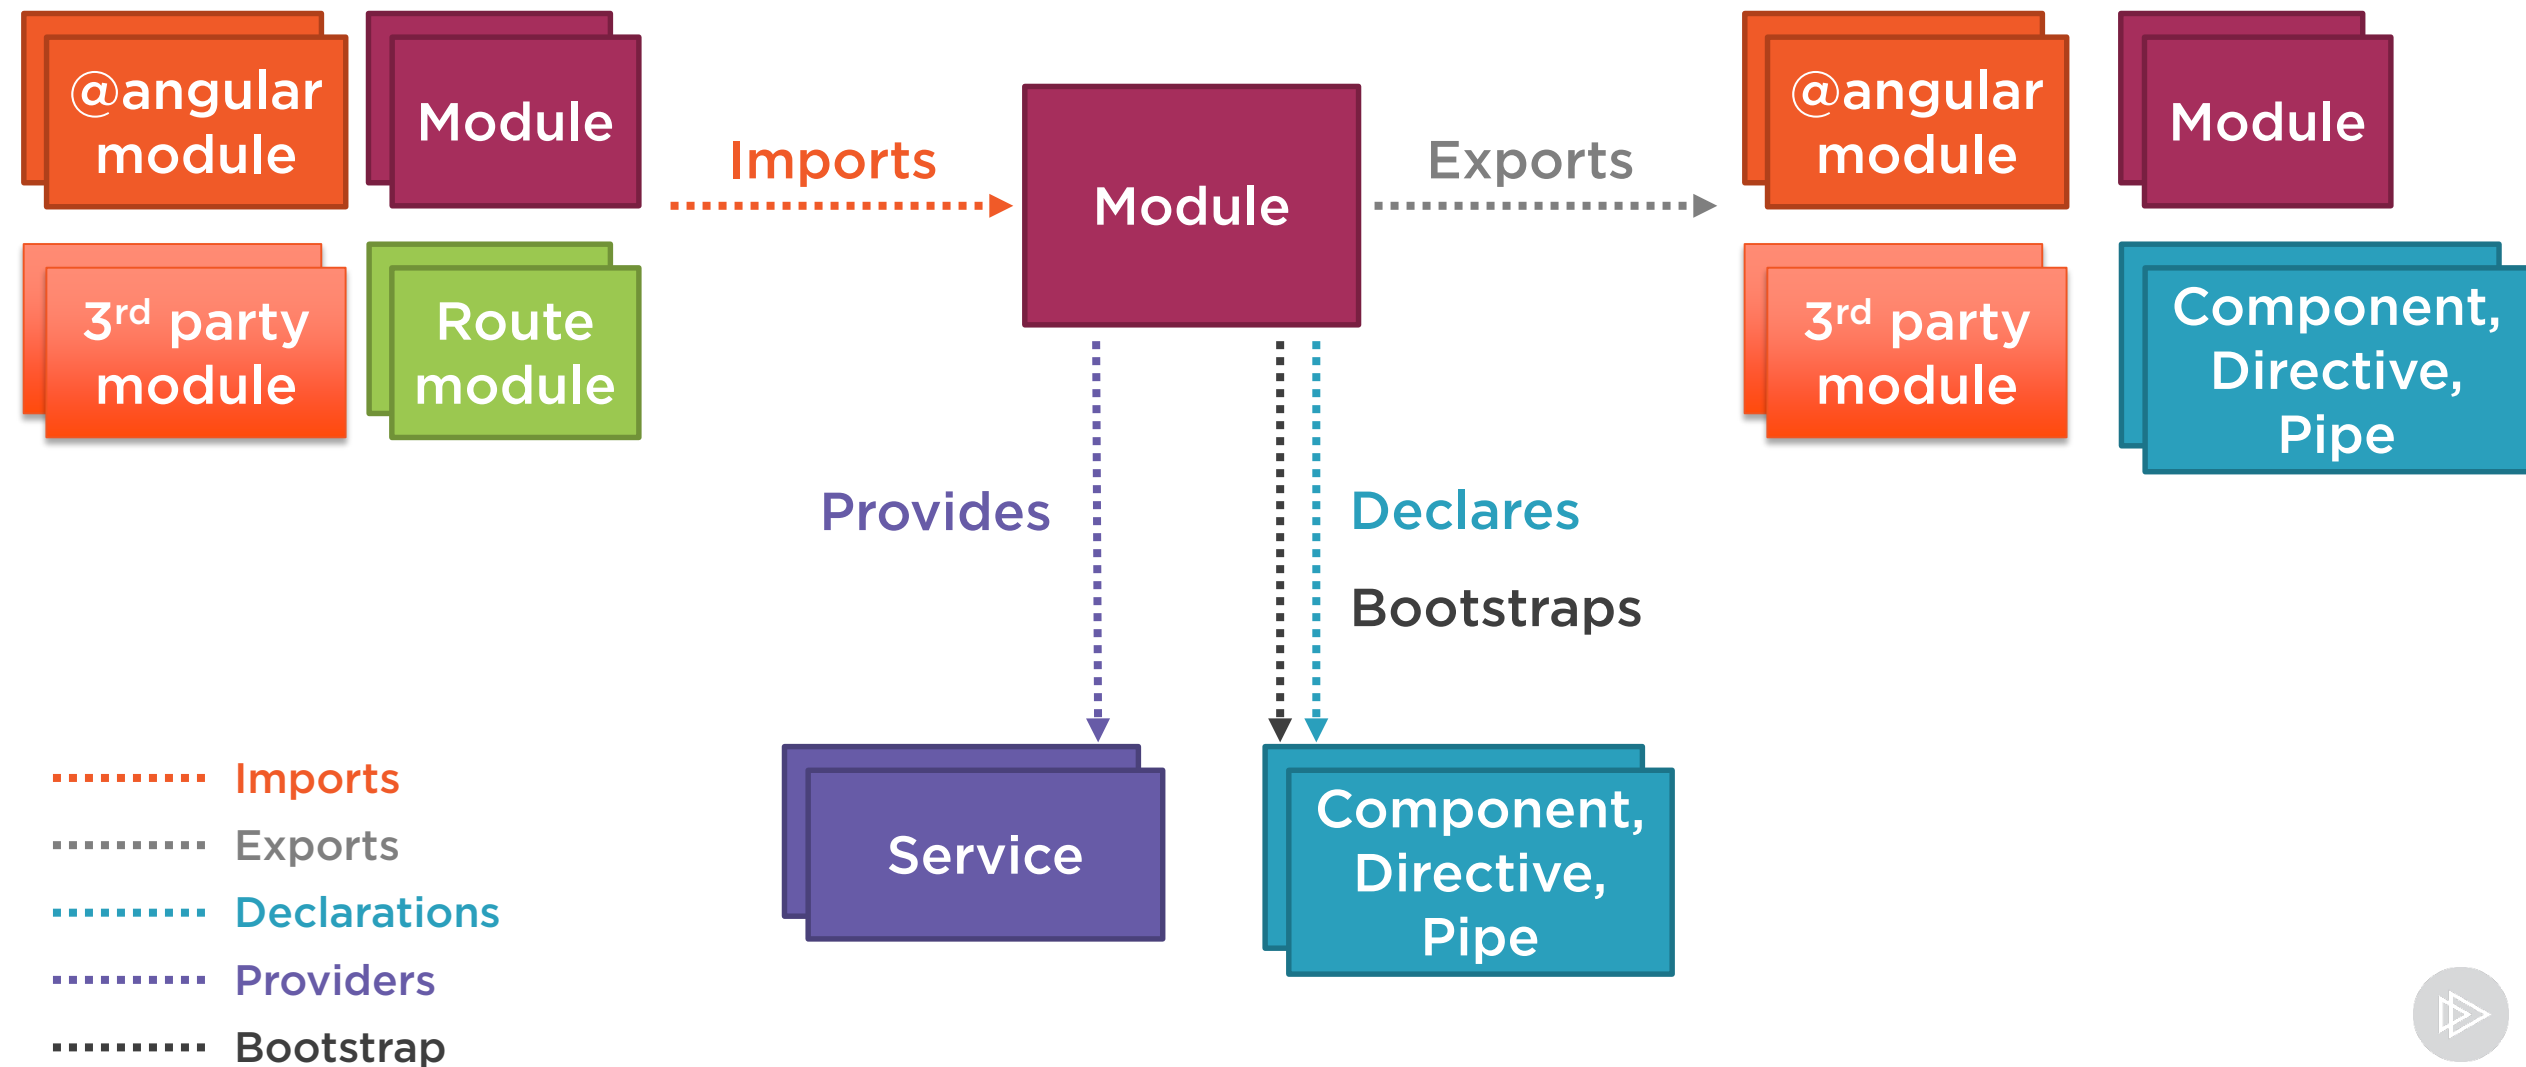 @angular
module
Module
3rd party
module
Route
module
Imports
Module
Exports
@angular
module
Module
3rd party
module
Component,
Directive,
Pipe
Provides
Declares
Bootstraps
Service
Component,
Directive,
Pipe
Imports
Exports
Declarations
Providers
Bootstrap